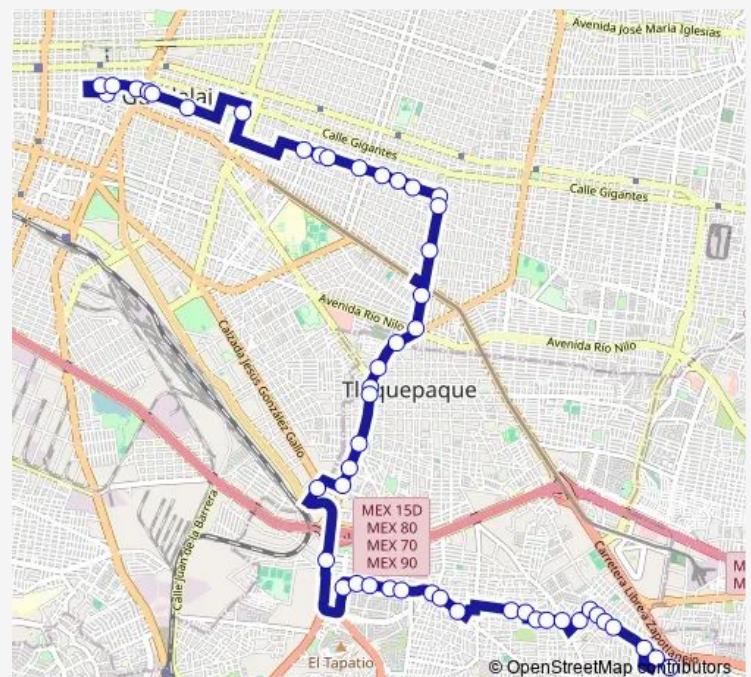 Avenida José María Iglesias
Calle Gigantes
Calle Gigantes
Avenida Río Nilo
Avenida Río Nilo
Calzada Jesús González Gallo
Tlaquepaque
MEX 15D
MEX 80
MEX 70
MEX 90
Calle Juan de la Barrera
Carretera Libre a Zapotlanejo
El Tapatío
© OpenStreetMap contributors